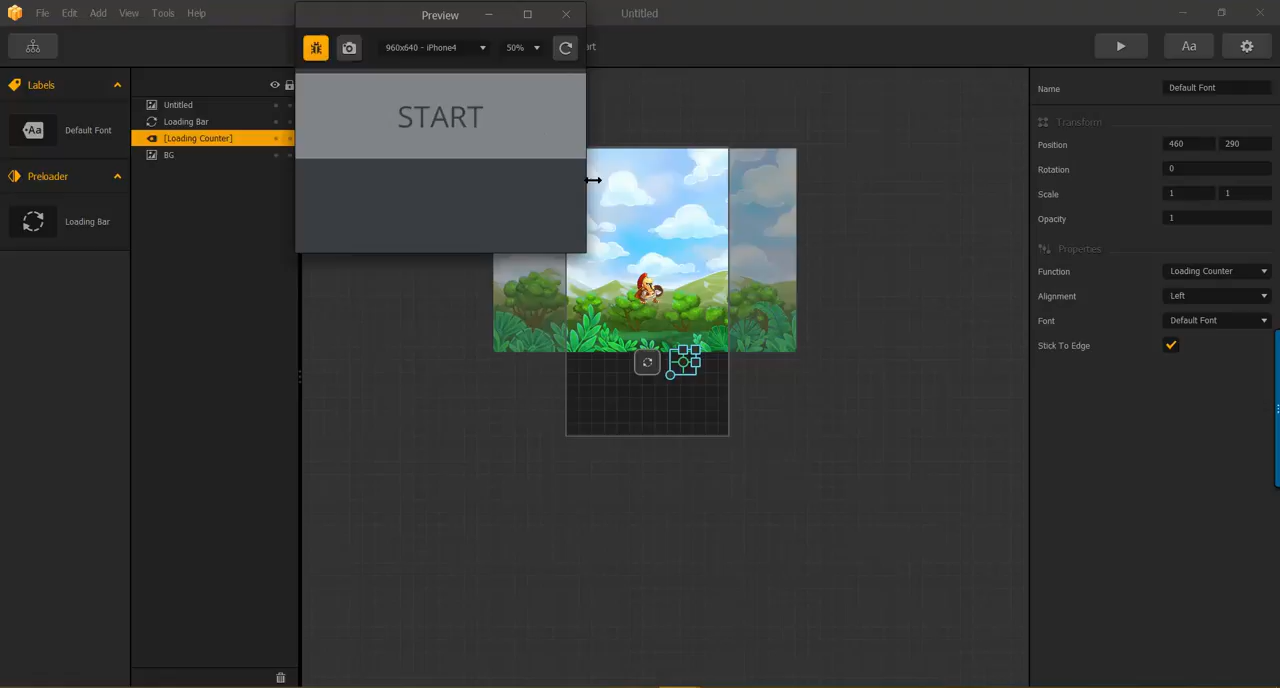 File Edit View Tools Help
Add
Preview
Untitled
960x640 - iPhone4
50%
art
Aa
Labels
Aa
Default Font
Preloader
Loading Bar
Untitled
Loading Bar
[Loading Counter]
BG
START
Name
Default Font
Transform
Position
460
290
Rotation
0
Scale
1
1
Opacity
1
Properties
Function
Loading Counter
Alignment
Left
Font
Default Font
Stick To Edge